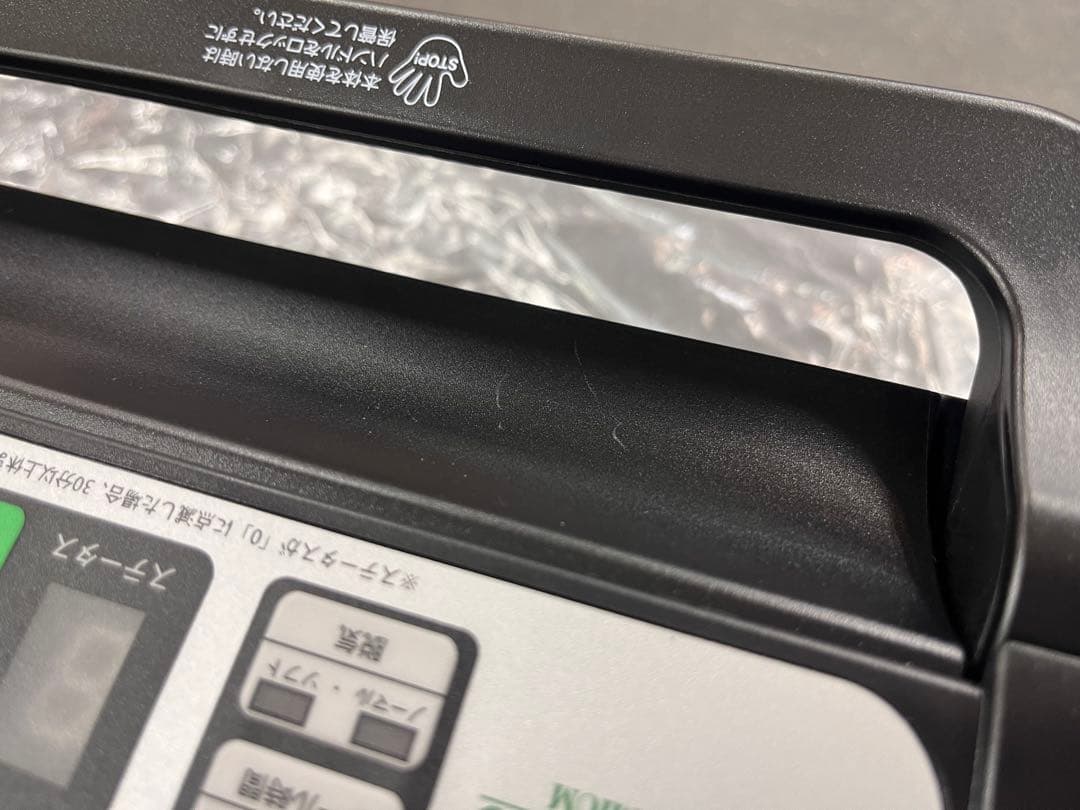 本体を使用しない時は
ハンドルをロックせずに
保管してください。
STOP!
※ステータスが「0」に点滅した場合、30分以上休
ステータス
脱気
ノーマル・ソフト